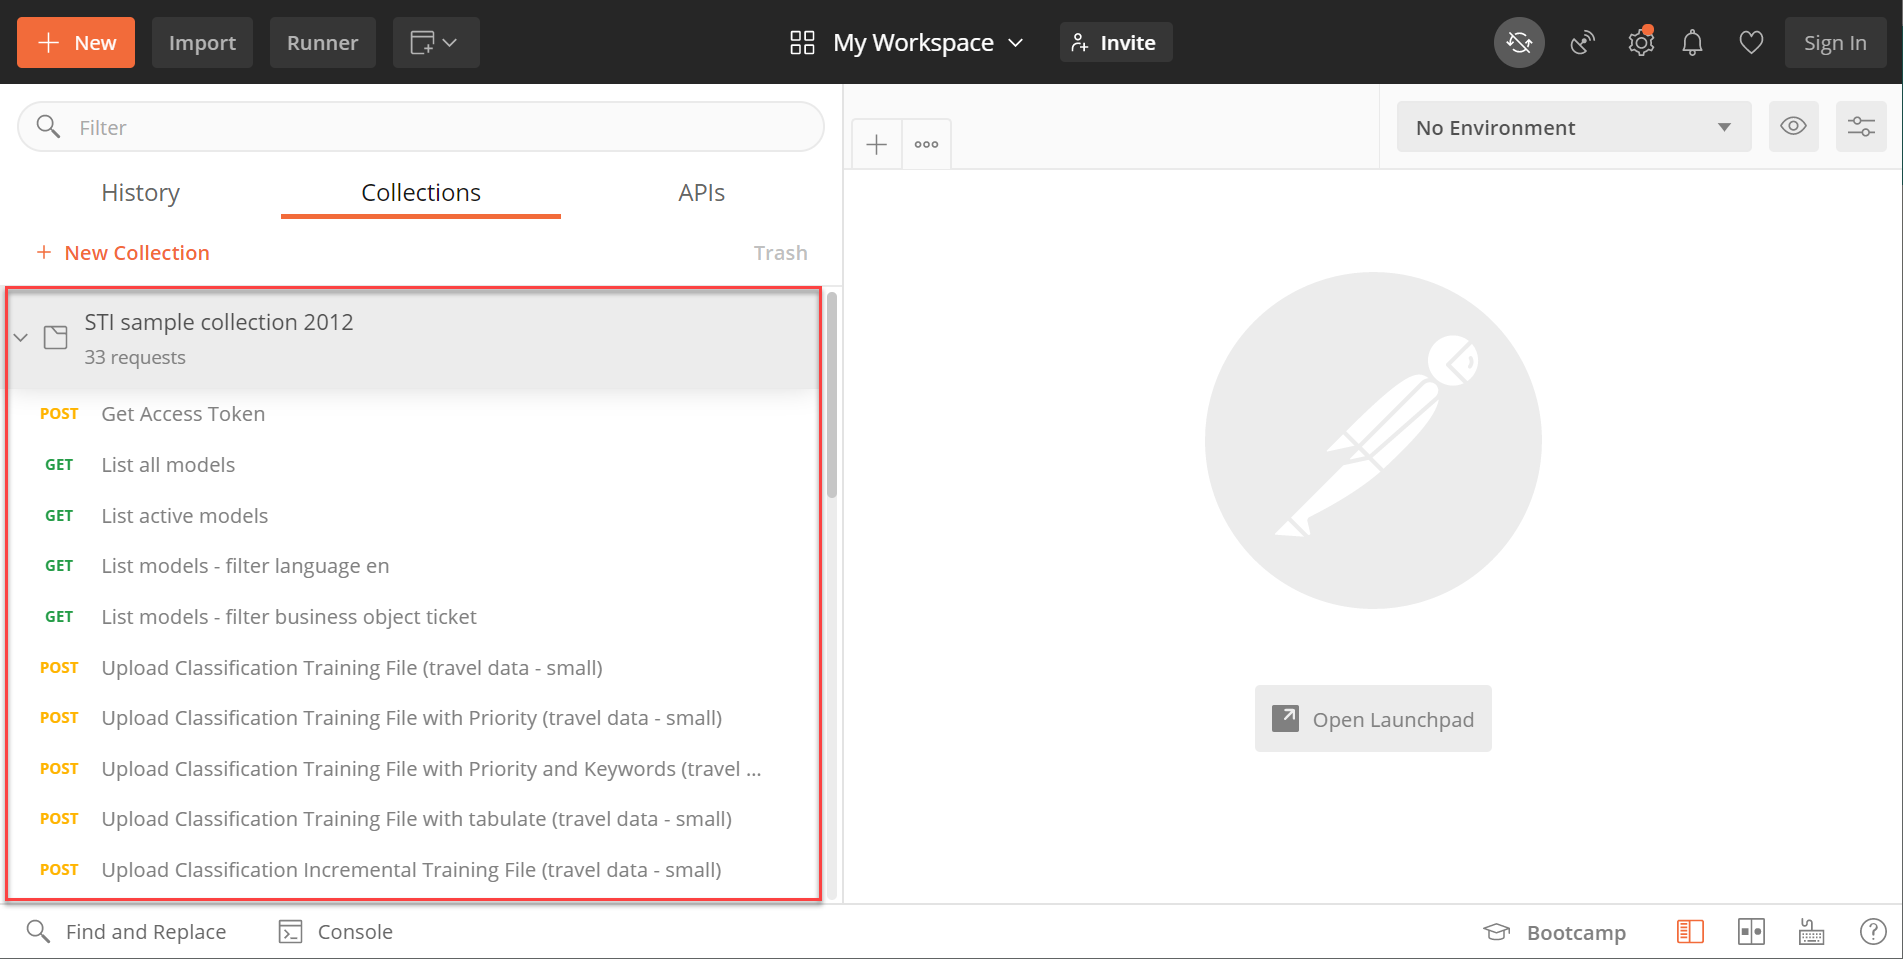 New
Import
Runner
My Workspace
Invite
Sign In
Filter
No Environment
History
Collections
APIs
New Collection
Trash
STI sample collection 2012
33 requests
POST Get Access Token
GET List all models
GET List active models
GET List models - filter language en
GET List models - filter business object ticket
POST Upload Classification Training File (travel data - small)
POST Upload Classification Training File with Priority (travel data - small)
POST Upload Classification Training File with Priority and Keywords (travel ...
POST Upload Classification Training File with tabulate (travel data - small)
POST Upload Classification Incremental Training File (travel data - small)
Open Launchpad
Find and Replace
Console
Bootcamp